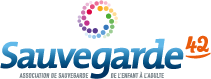 Sauvegarde 42
ASSOCIATION DE SAUVEGARDE DE L'ENFANT À L'ADULTE